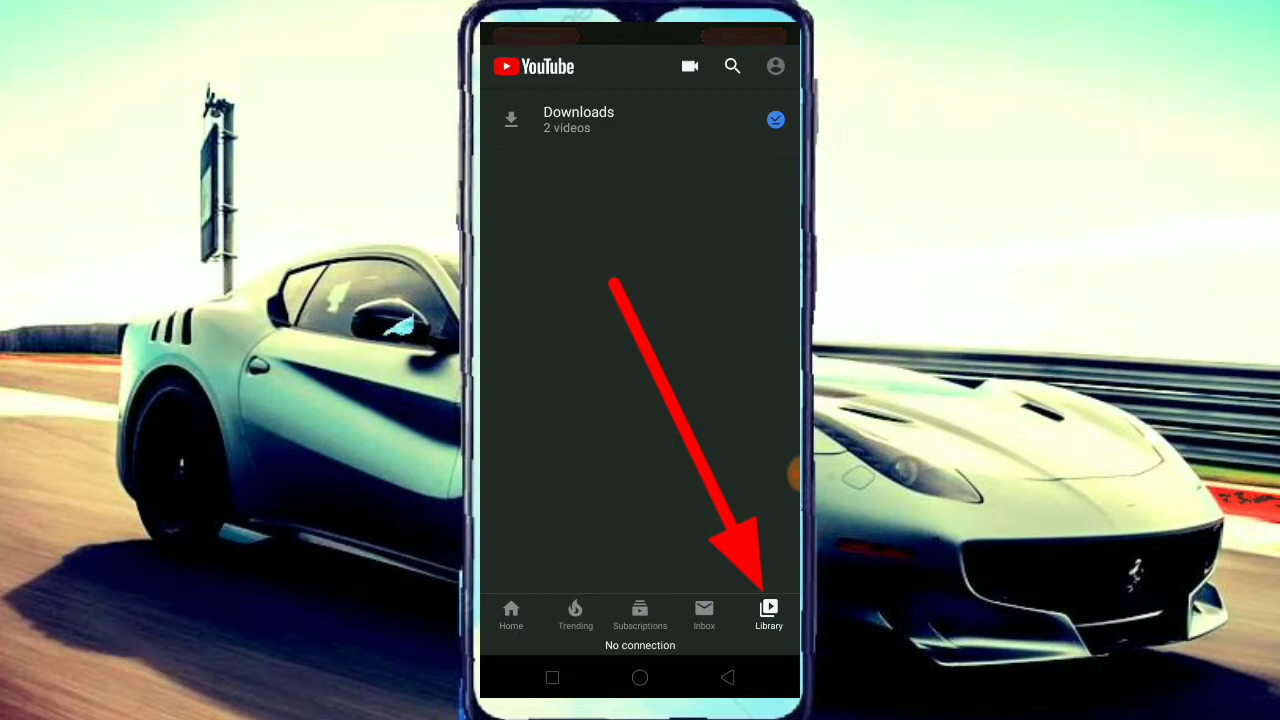 YouTube
Downloads
2 videos
Home
Trending
Subscriptions
Inbox
Library
No connection